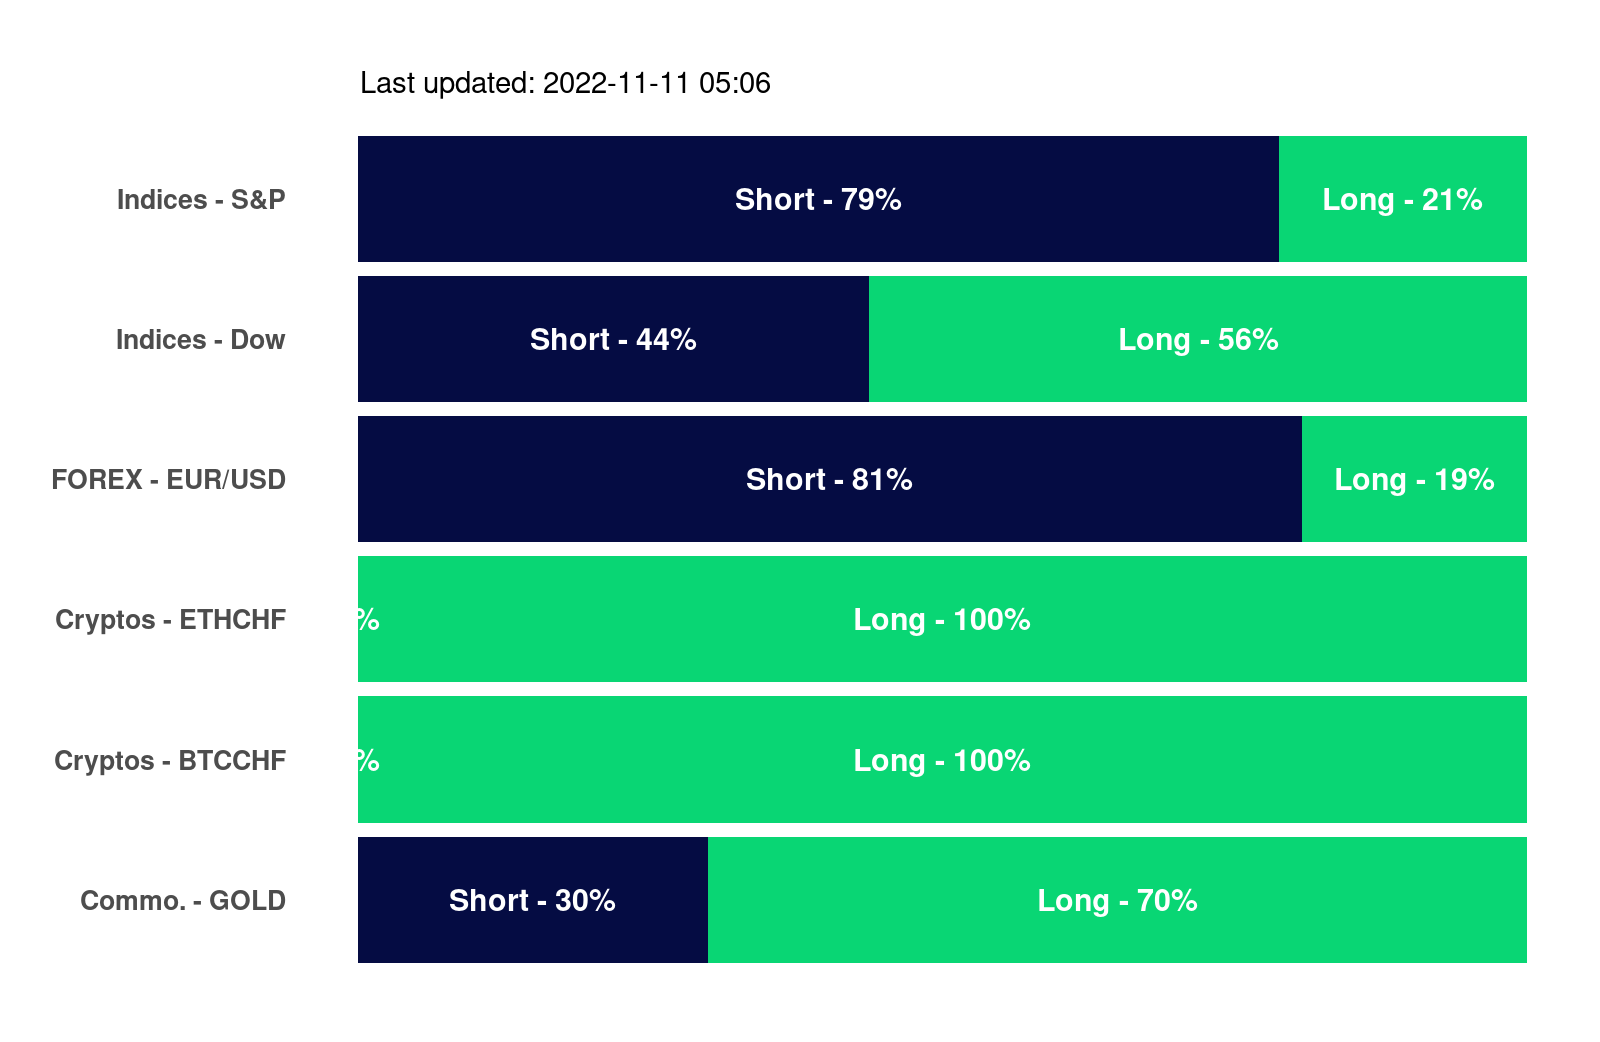 Last updated: 2022-11-11 05:06
Indices - S&P Short - 79% Long - 21%
Indices - Dow Short - 44% Long - 56%
FOREX - EUR/USD Short - 81% Long - 19%
Cryptos - ETHCHF % Long - 100%
Cryptos - BTCCHF % Long - 100%
Commo. - GOLD Short - 30% Long - 70%